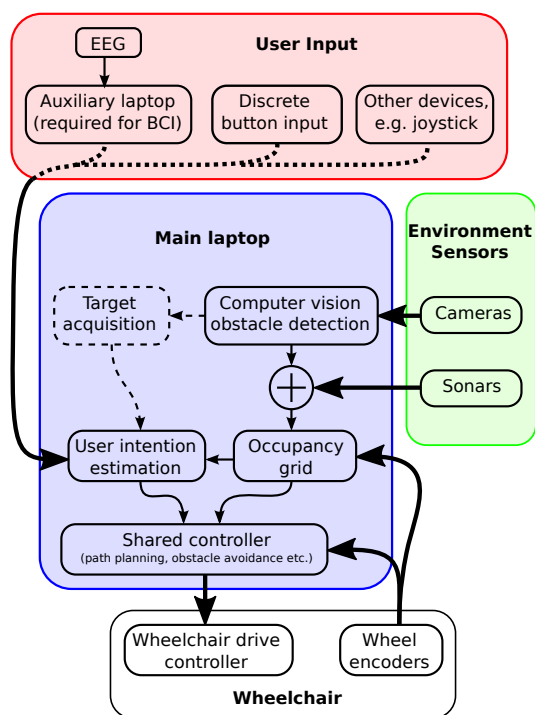 EEG
User Input
Auxiliary laptop
(required for BCI)
Discrete
button input
Other devices,
e.g. joystick
Main laptop
Environment
Sensors
Target
acquisition
Computer vision
obstacle detection
Cameras
Sonars
User intention
estimation
Occupancy
grid
Shared controller
(path planning, obstacle avoidance etc.)
Wheelchair drive
controller
Wheel
encoders
Wheelchair